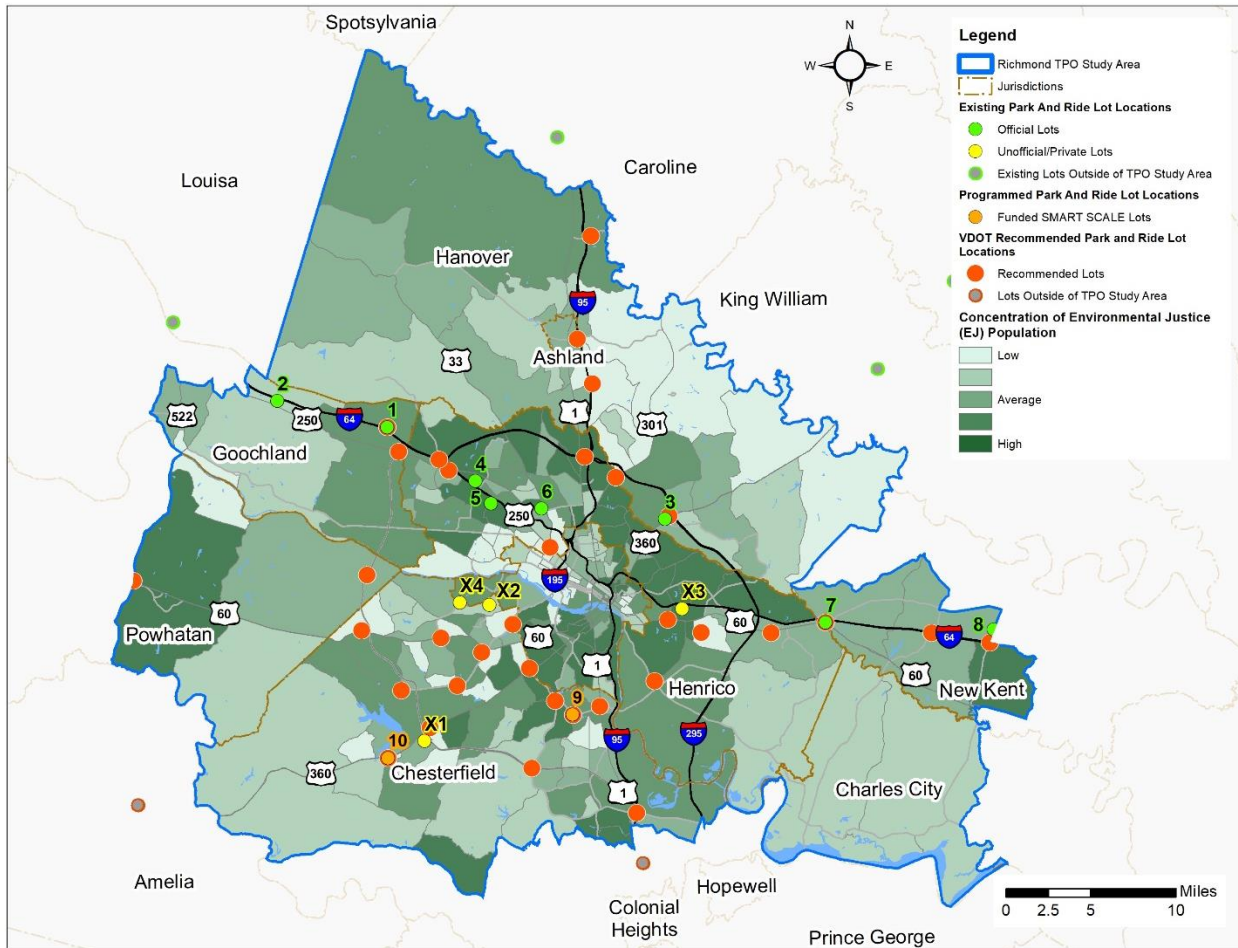 Spotsylvania
Louisa
Caroline
Hanover
King William
Ashland
95
33
1
301
2
250
64
1
522
Goochland
4
5
6
250
3
360
195
X4
X2
X3
60
7
8
64
60
New Kent
60
Powhatan
60
1
Henrico
9
X1
10
Chesterfield
360
95
295
1
Charles City
Amelia
Hopewell
Colonial
Heights
Prince George
N
W
E
S
Legend
Richmond TPO Study Area
Jurisdictions
Existing Park And Ride Lot Locations
Official Lots
Unofficial/Private Lots
Existing Lots Outside of TPO Study Area
Programmed Park And Ride Lot Locations
Funded SMART SCALE Lots
VDOT Recommended Park and Ride Lot
Locations
Recommended Lots
Lots Outside of TPO Study Area
Concentration of Environmental Justice
(EJ) Population
Low
Average
High
Miles
0 2.5 5 10